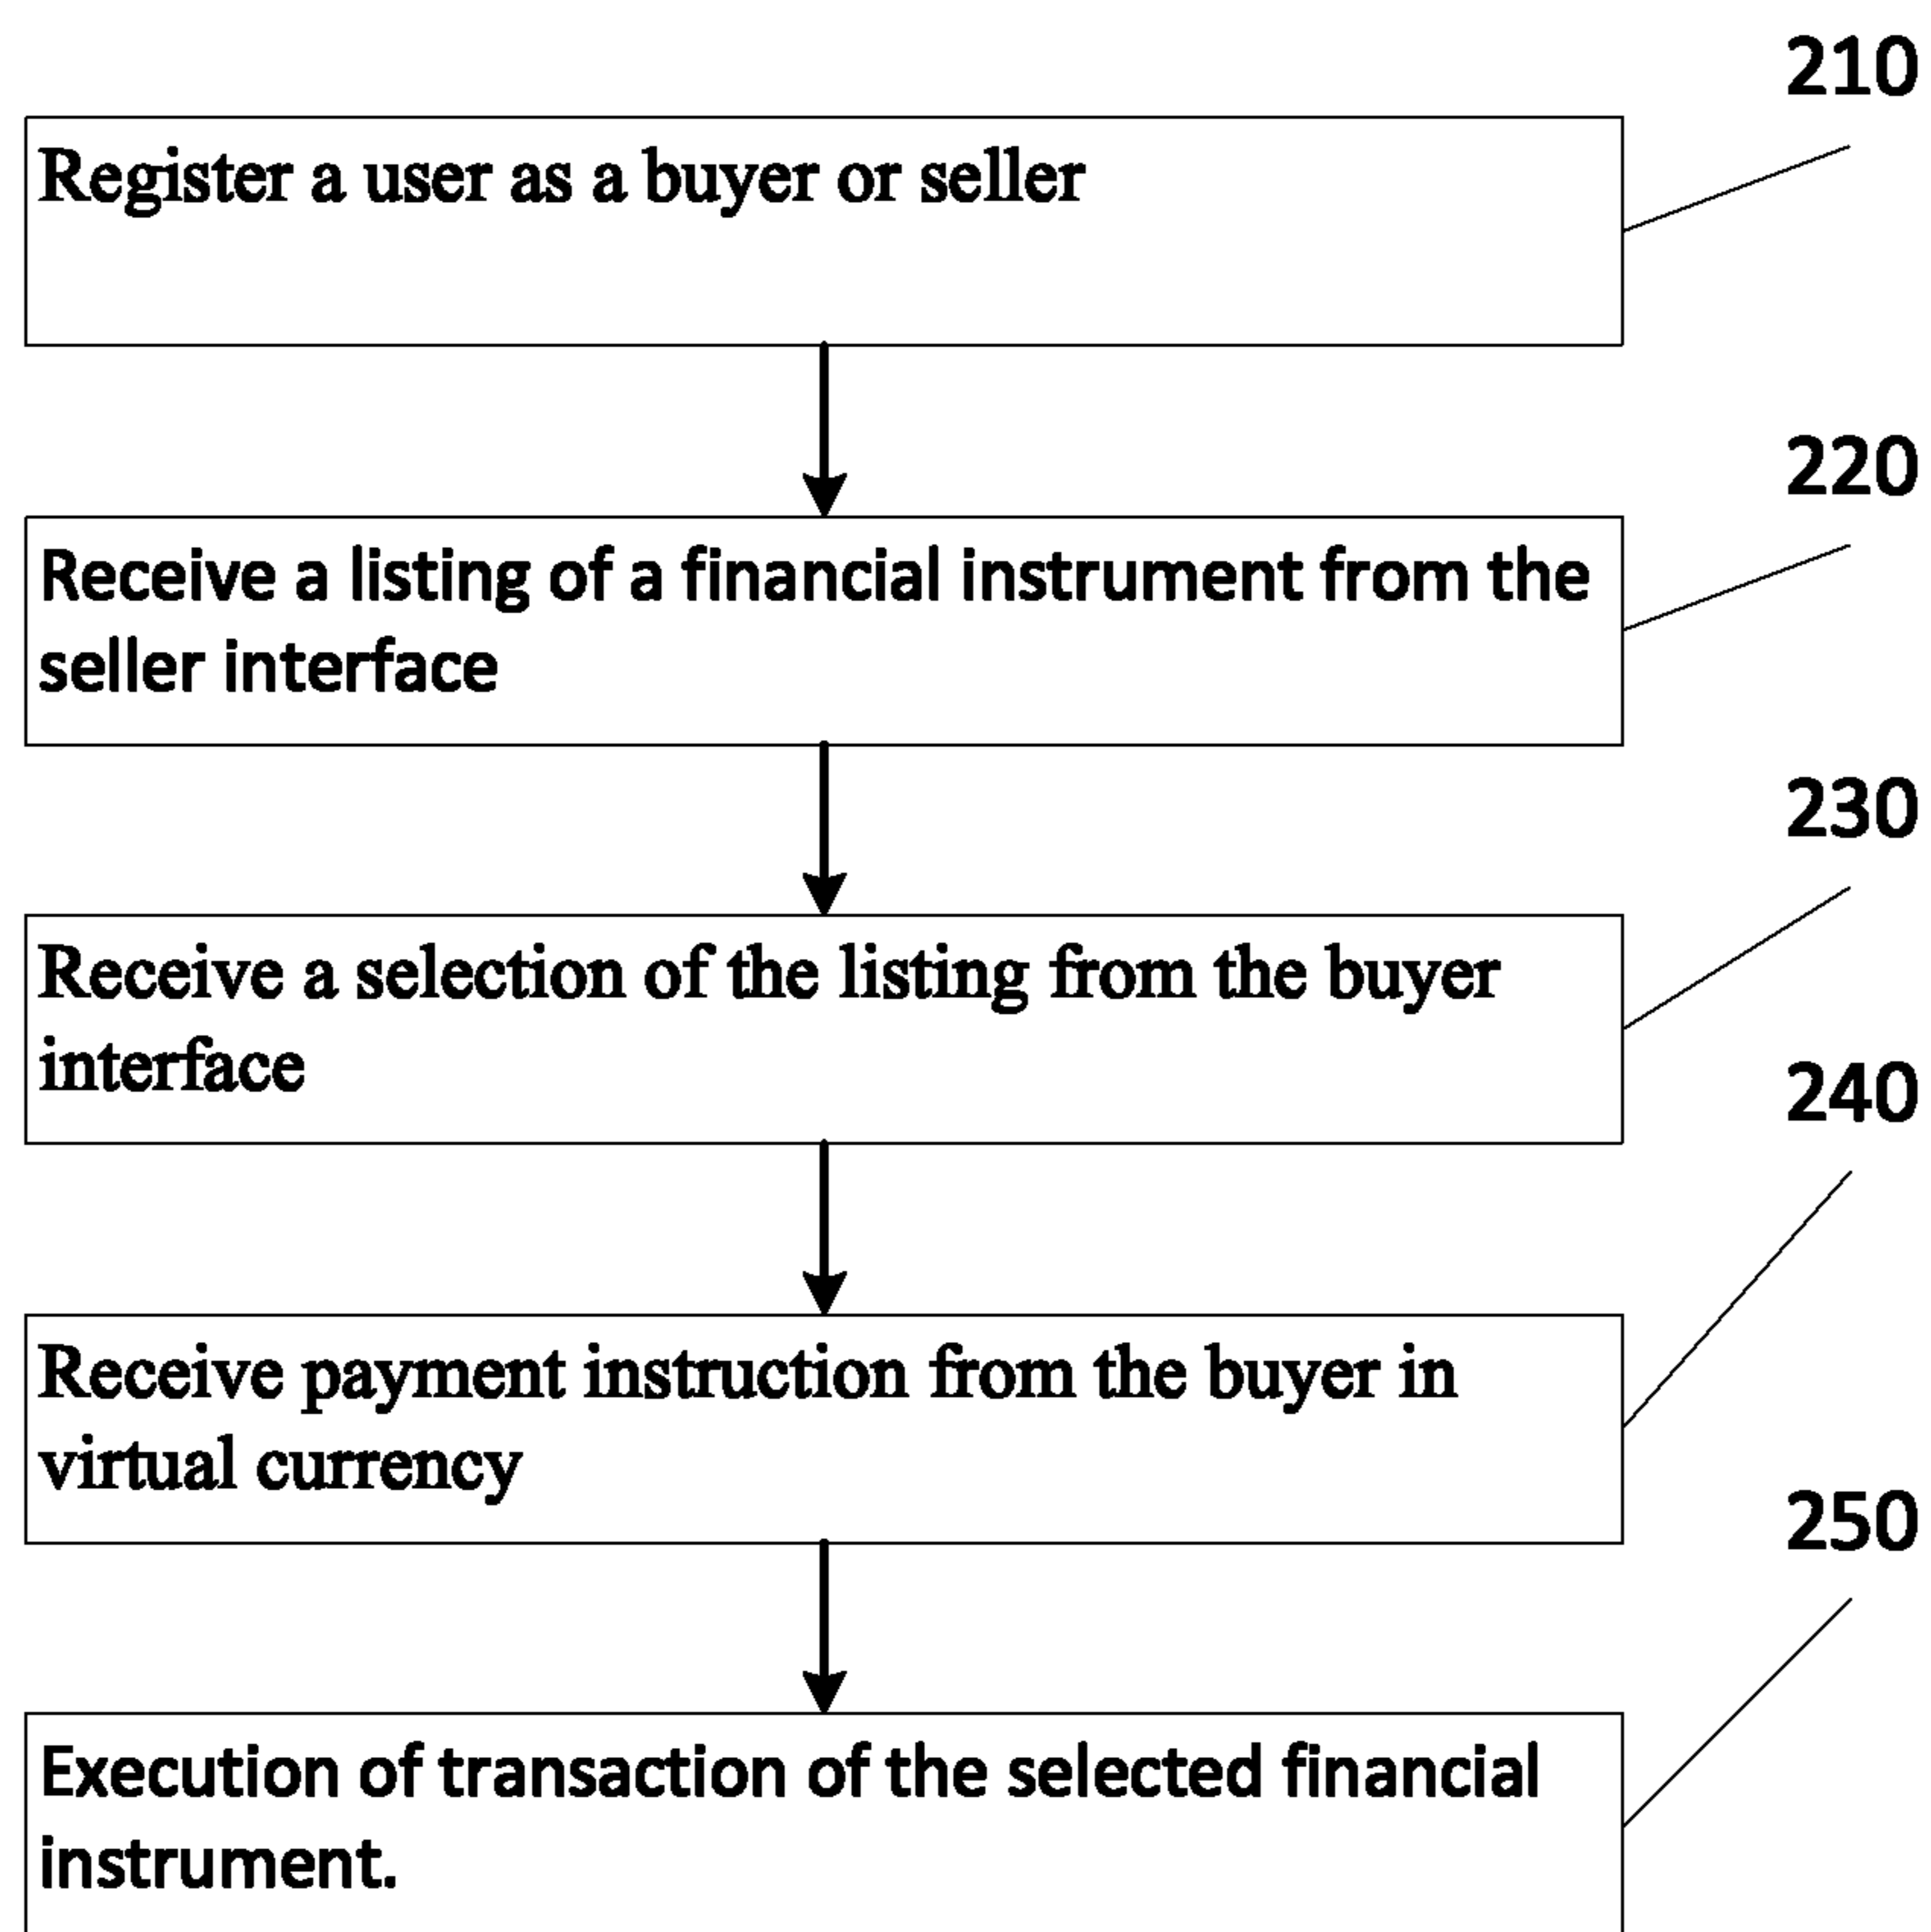 210
Register a user as a buyer or seller
220
Receive a listing of a financial instrument from the
seller interface
230
Receive a selection of the listing from the buyer
interface
240
Receive payment instruction from the buyer in
virtual currency
250
Execution of transaction of the selected financial
instrument.